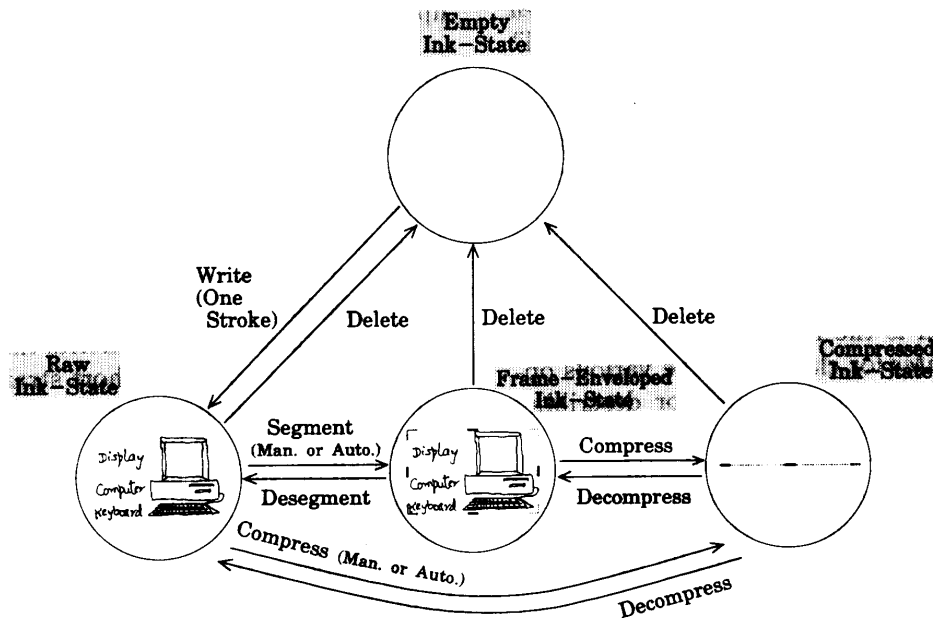 Empty
Ink-State
Write
(One
Stroke)
Delete
Delete
Delete
Raw
Ink-State
Frame-Enveloped
Ink-State
Compressed
Ink-State
Segment
(Man. or Auto.)
Desegment
Compress
Decompress
Display
Computer
Keyboard
Display
Computer
Keyboard
Compress (Man. or Auto.)
Decompress